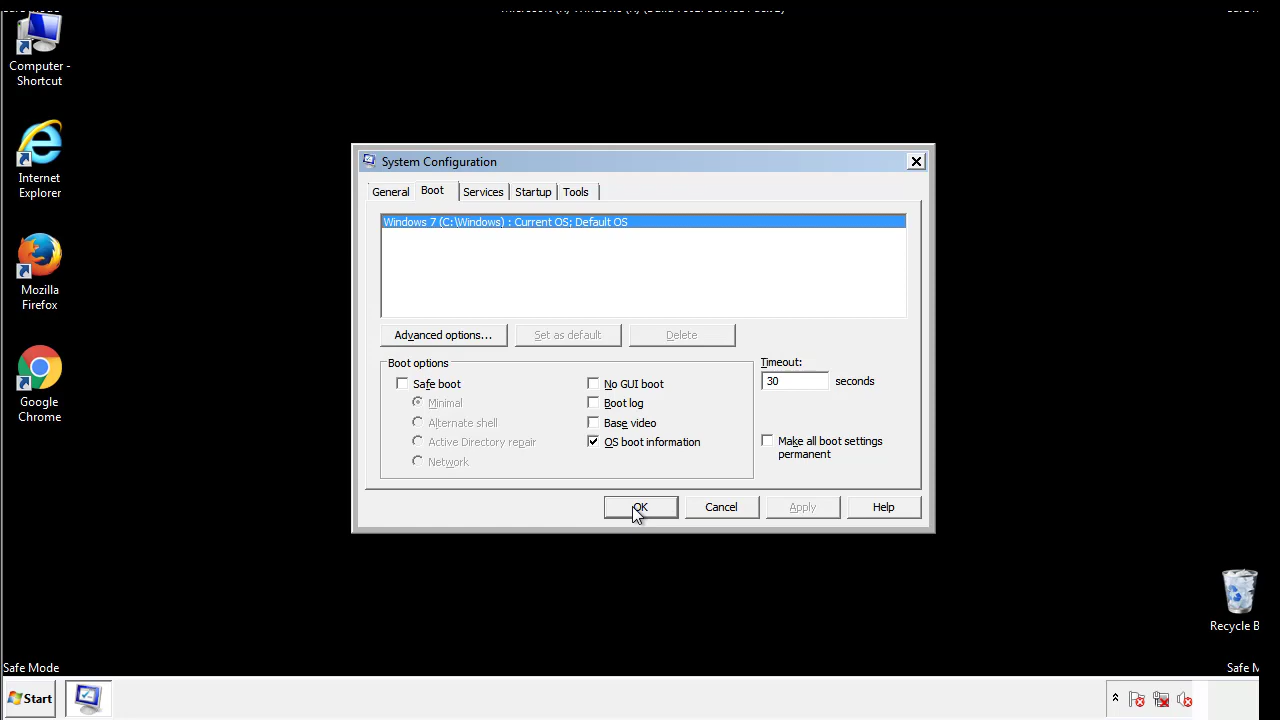 Computer -
Shortcut
Internet
Explorer
Mozilla
Firefox
Google
Chrome
System Configuration
General
Boot
Services
Startup
Tools
Windows 7 (C:\Windows) : Current OS; Default OS
Advanced options...
Set as default
Delete
Boot options
Safe boot
Minimal
Alternate shell
Active Directory repair
Network
No GUI boot
Boot log
Base video
OS boot information
Timeout:
30 seconds
Make all boot settings
permanent
OK
Cancel
Apply
Help
Recycle B
Safe Mode
Safe M
Start